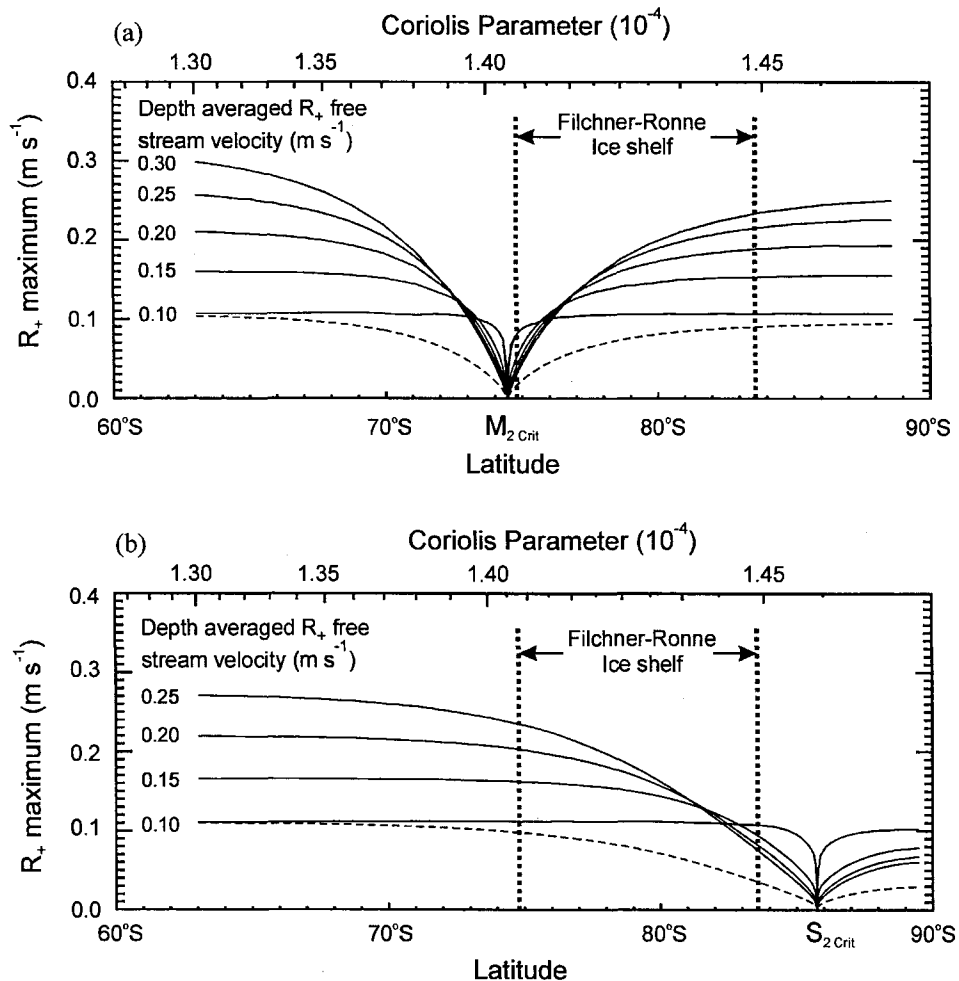 (a)
Coriolis Parameter (10⁻⁴)
1.30 1.35 1.40 1.45
0.4
0.3
0.2
0.1
0.0
R₊ maximum (m s⁻¹)
Depth averaged R₊ free
stream velocity (m s⁻¹)
0.30
0.25
0.20
0.15
0.10
Filchner-Ronne
Ice shelf
60°S 70°S M₂ Crit 80°S 90°S
Latitude
(b)
Coriolis Parameter (10⁻⁴)
1.30 1.35 1.40 1.45
0.4
0.3
0.2
0.1
0.0
R₊ maximum (m s⁻¹)
Depth averaged R₊ free
stream velocity (m s⁻¹)
0.25
0.20
0.15
0.10
Filchner-Ronne
Ice shelf
60°S 70°S 80°S S₂ Crit 90°S
Latitude